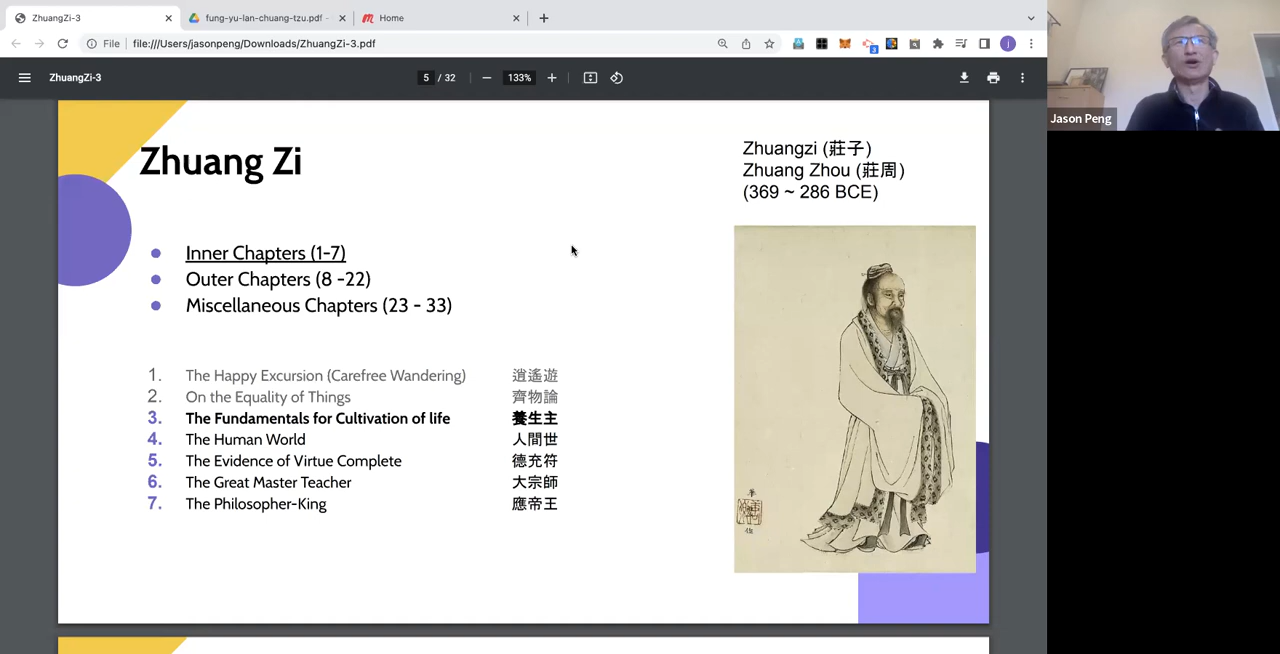 ZhuangZi-3
fung-yu-lan-chuang-tzu.pdf -
Home
File
file:///Users/jasonpeng/Downloads/ZhuangZi-3.pdf
3
j
ZhuangZi-3
5 / 32
133%
Jason Peng
Zhuang Zi
Zhuangzi (莊子)
Zhuang Zhou (莊周)
(369 ~ 286 BCE)
Inner Chapters (1-7)
Outer Chapters (8 -22)
Miscellaneous Chapters (23 - 33)
1. The Happy Excursion (Carefree Wandering) 逍遙遊
2. On the Equality of Things 齊物論
3. The Fundamentals for Cultivation of life 養生主
4. The Human World 人間世
5. The Evidence of Virtue Complete 德充符
6. The Great Master Teacher 大宗師
7. The Philosopher-King 應帝王